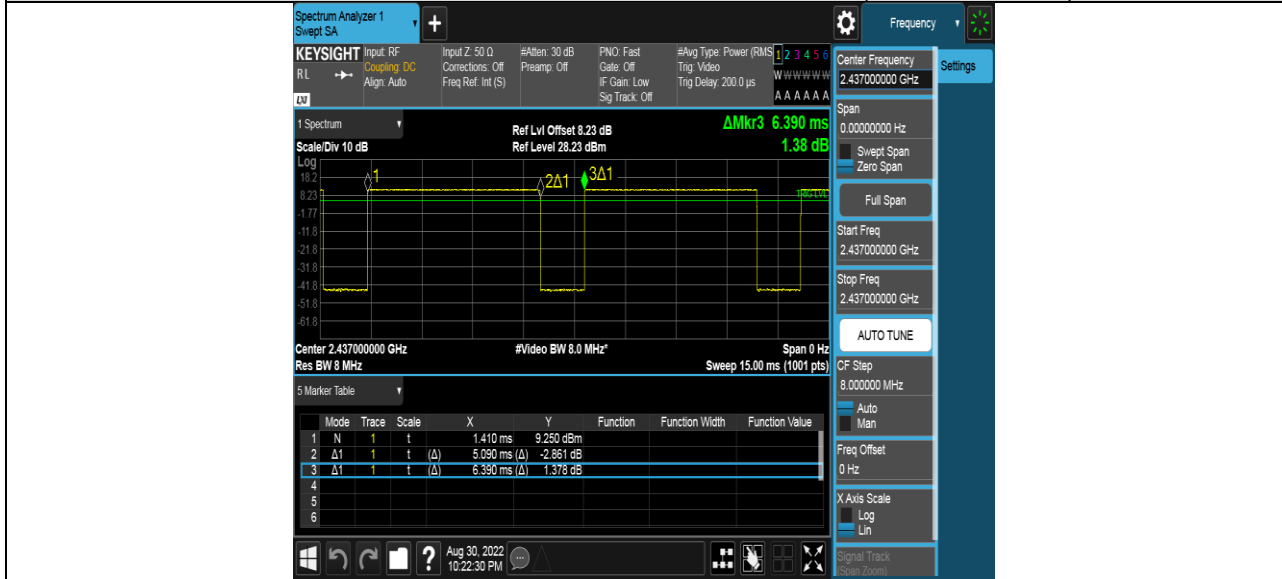 Spectrum Analyzer 1
Swept SA
+
Frequency
KEYSIGHT Input: RF Input Z: 50 Ω #Atten: 30 dB PNO: Fast #Avg Type: Power (RMS 1 2 3 4 5 6
RL Coupling: DC Corrections: Off Preamp: Off Gate: Off Trig: Video W W W W W W
Align: Auto Freq Ref: Int (S) IF Gain: Low Trig Delay: 200.0 µs
LXI Sig Track: Off A A A A A A
Center Frequency
2.437000000 GHz
Settings
1 Spectrum
Ref Lvl Offset 8.23 dB
ΔMkr3 6.390 ms
Scale/Div 10 dB
Ref Level 28.23 dBm
1.38 dB
Log
18.2
8.23
-1.77
-11.8
-21.8
-31.8
-41.8
-51.8
-61.8
1
2Δ1
3Δ1
TRIG LVL
Center 2.437000000 GHz #Video BW 8.0 MHz* Span 0 Hz
Res BW 8 MHz Sweep 15.00 ms (1001 pts)
Span
0.00000000 Hz
Swept Span
Zero Span
Full Span
Start Freq
2.437000000 GHz
Stop Freq
2.437000000 GHz
AUTO TUNE
CF Step
8.000000 MHz
Auto
Man
Freq Offset
0 Hz
X Axis Scale
Log
Lin
Signal Track
(Span Zoom)
5 Marker Table
Mode Trace Scale X Y Function Function Width Function Value
1 N 1 t 1.410 ms 9.250 dBm
2 Δ1 1 t (Δ) 5.090 ms (Δ) -2.861 dB
3 Δ1 1 t (Δ) 6.390 ms (Δ) 1.378 dB
4
5
6
? Aug 30, 2022
10:22:30 PM